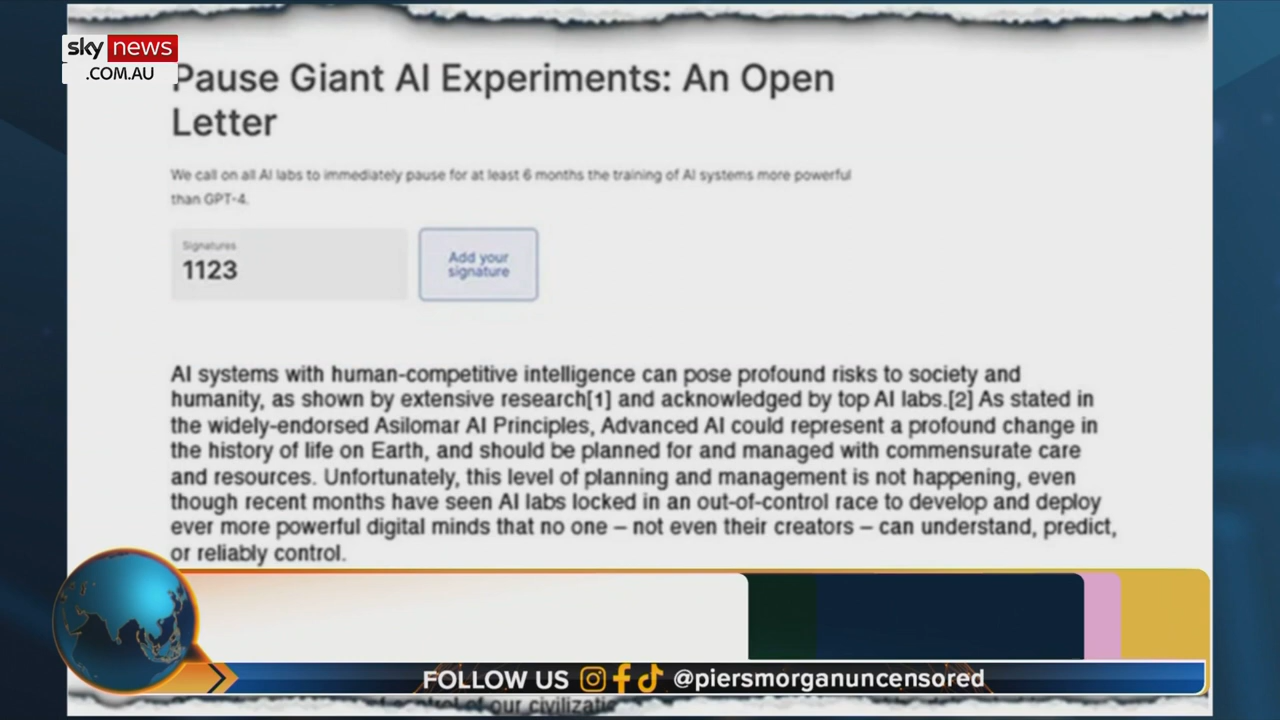 sky news
.COM.AU
Pause Giant AI Experiments: An Open
Letter
We call on all AI labs to immediately pause for at least 6 months the training of AI systems more powerful
than GPT-4.
Signatures
1123
Add your
signature
AI systems with human-competitive intelligence can pose profound risks to society and
humanity, as shown by extensive research[1] and acknowledged by top AI labs.[2] As stated in
the widely-endorsed Asilomar AI Principles, Advanced AI could represent a profound change in
the history of life on Earth, and should be planned for and managed with commensurate care
and resources. Unfortunately, this level of planning and management is not happening, even
though recent months have seen AI labs locked in an out-of-control race to develop and deploy
ever more powerful digital minds that no one – not even their creators – can understand, predict,
or reliably control.
FOLLOW US @piersmorganuncensored
of our